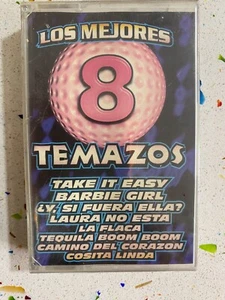 LOS MEJORES
8
TEMAZOS
TAKE IT EASY
BARBIE GIRL
¿Y, SI FUERA ELLA?
LAURA NO ESTA
LA FLACA
TEQUILA BOOM BOOM
CAMINO DEL CORAZON
COSITA LINDA